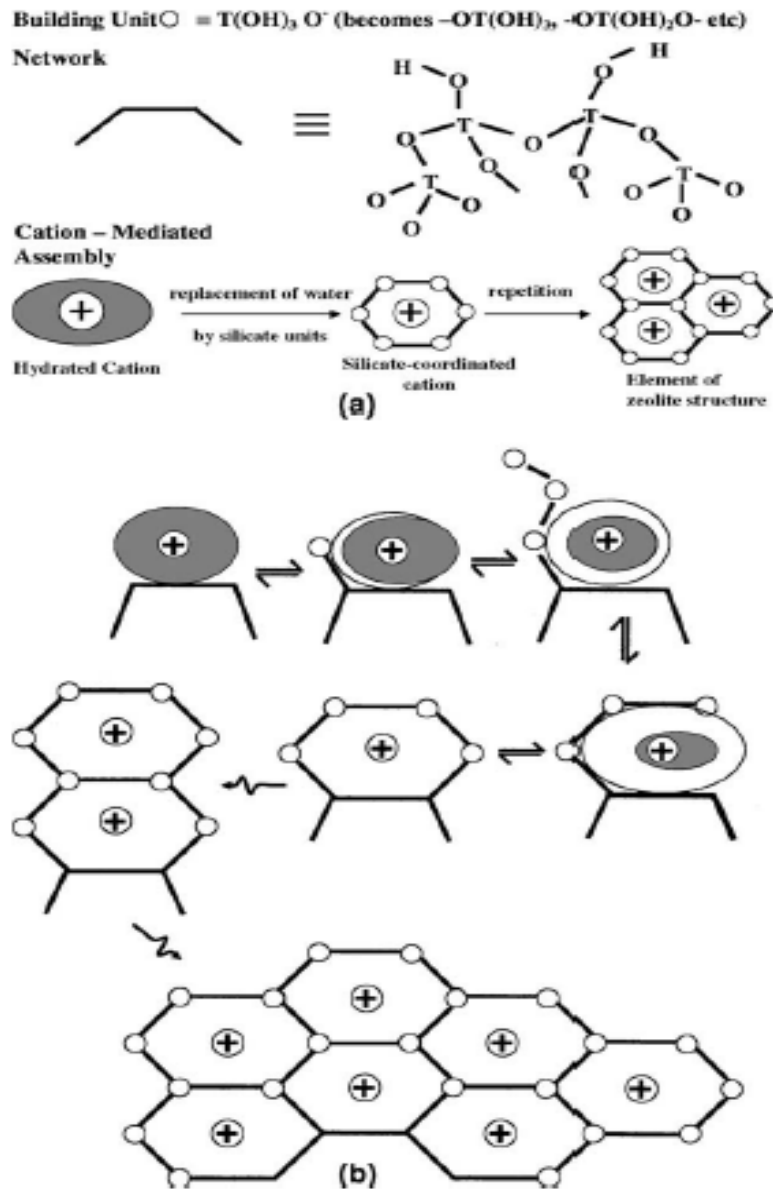 Building Unit○ = T(OH)₃ O⁻ (becomes –OT(OH)₂, -OT(OH)₂O- etc)
Network
H O O H
T O T O
O O O T
T O O
O O O O
Cation – Mediated
Assembly
replacement of water
by silicate units
repetition
Hydrated Cation
Silicate-coordinated
cation
Element of
zeolite structure
(a)
(b)